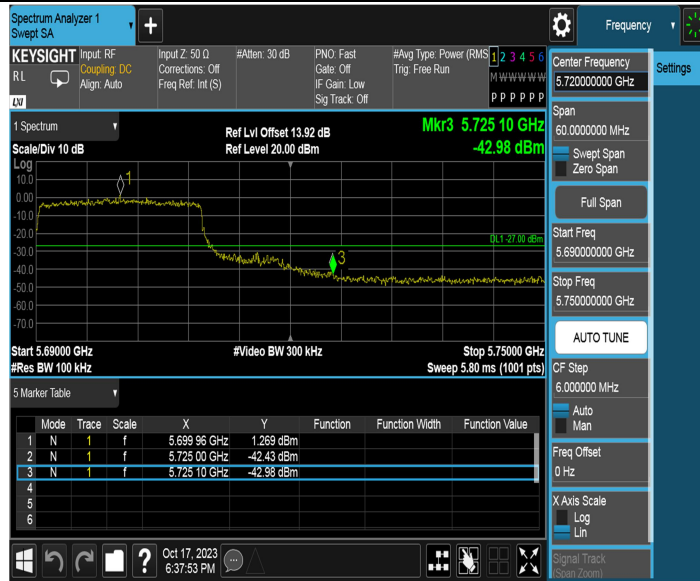 Spectrum Analyzer 1
Swept SA
Frequency
KEYSIGHT
RL
LXI
Input: RF
Coupling: DC
Align: Auto
Input Z: 50 Ω
Corrections: Off
Freq Ref: Int (S)
#Atten: 30 dB
PNO: Fast
Gate: Off
IF Gain: Low
Sig Track: Off
#Avg Type: Power (RMS
Trig: Free Run
1 2 3 4 5 6
M W W W W W
P P P P P P
Center Frequency
5.720000000 GHz
Settings
Span
60.0000000 MHz
Swept Span
Zero Span
Full Span
Start Freq
5.690000000 GHz
Stop Freq
5.750000000 GHz
AUTO TUNE
CF Step
6.000000 MHz
Auto
Man
Freq Offset
0 Hz
X Axis Scale
Log
Lin
Signal Track
(Span Zoom)
1 Spectrum
Scale/Div 10 dB
Ref Lvl Offset 13.92 dB
Ref Level 20.00 dBm
Mkr3 5.725 10 GHz
-42.98 dBm
Log
10.0
0.00
-10.0
-20.0
-30.0
-40.0
-50.0
-60.0
-70.0
1
3
DL1 -27.00 dBm
Start 5.69000 GHz
#Res BW 100 kHz
#Video BW 300 kHz
Stop 5.75000 GHz
Sweep 5.80 ms (1001 pts)
5 Marker Table
Mode Trace Scale X Y Function Function Width Function Value
1 N 1 f 5.699 96 GHz 1.269 dBm
2 N 1 f 5.725 00 GHz -42.43 dBm
3 N 1 f 5.725 10 GHz -42.98 dBm
4
5
6
?
Oct 17, 2023
6:37:53 PM